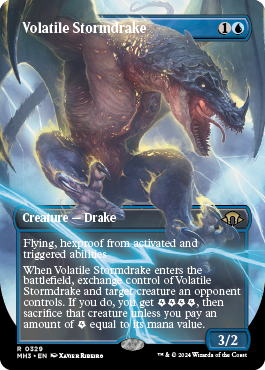 Volatile Stormdrake 1
Creature — Drake
Flying, hexproof from activated and
triggered abilities
When Volatile Stormdrake enters the
battlefield, exchange control of Volatile
Stormdrake and target creature an opponent
controls. If you do, you get , then
sacrifice that creature unless you pay an
amount of equal to its mana value.
3/2
R 0329
MH3 • EN Xavier Ribeiro
™ & © 2024 Wizards of the Coast